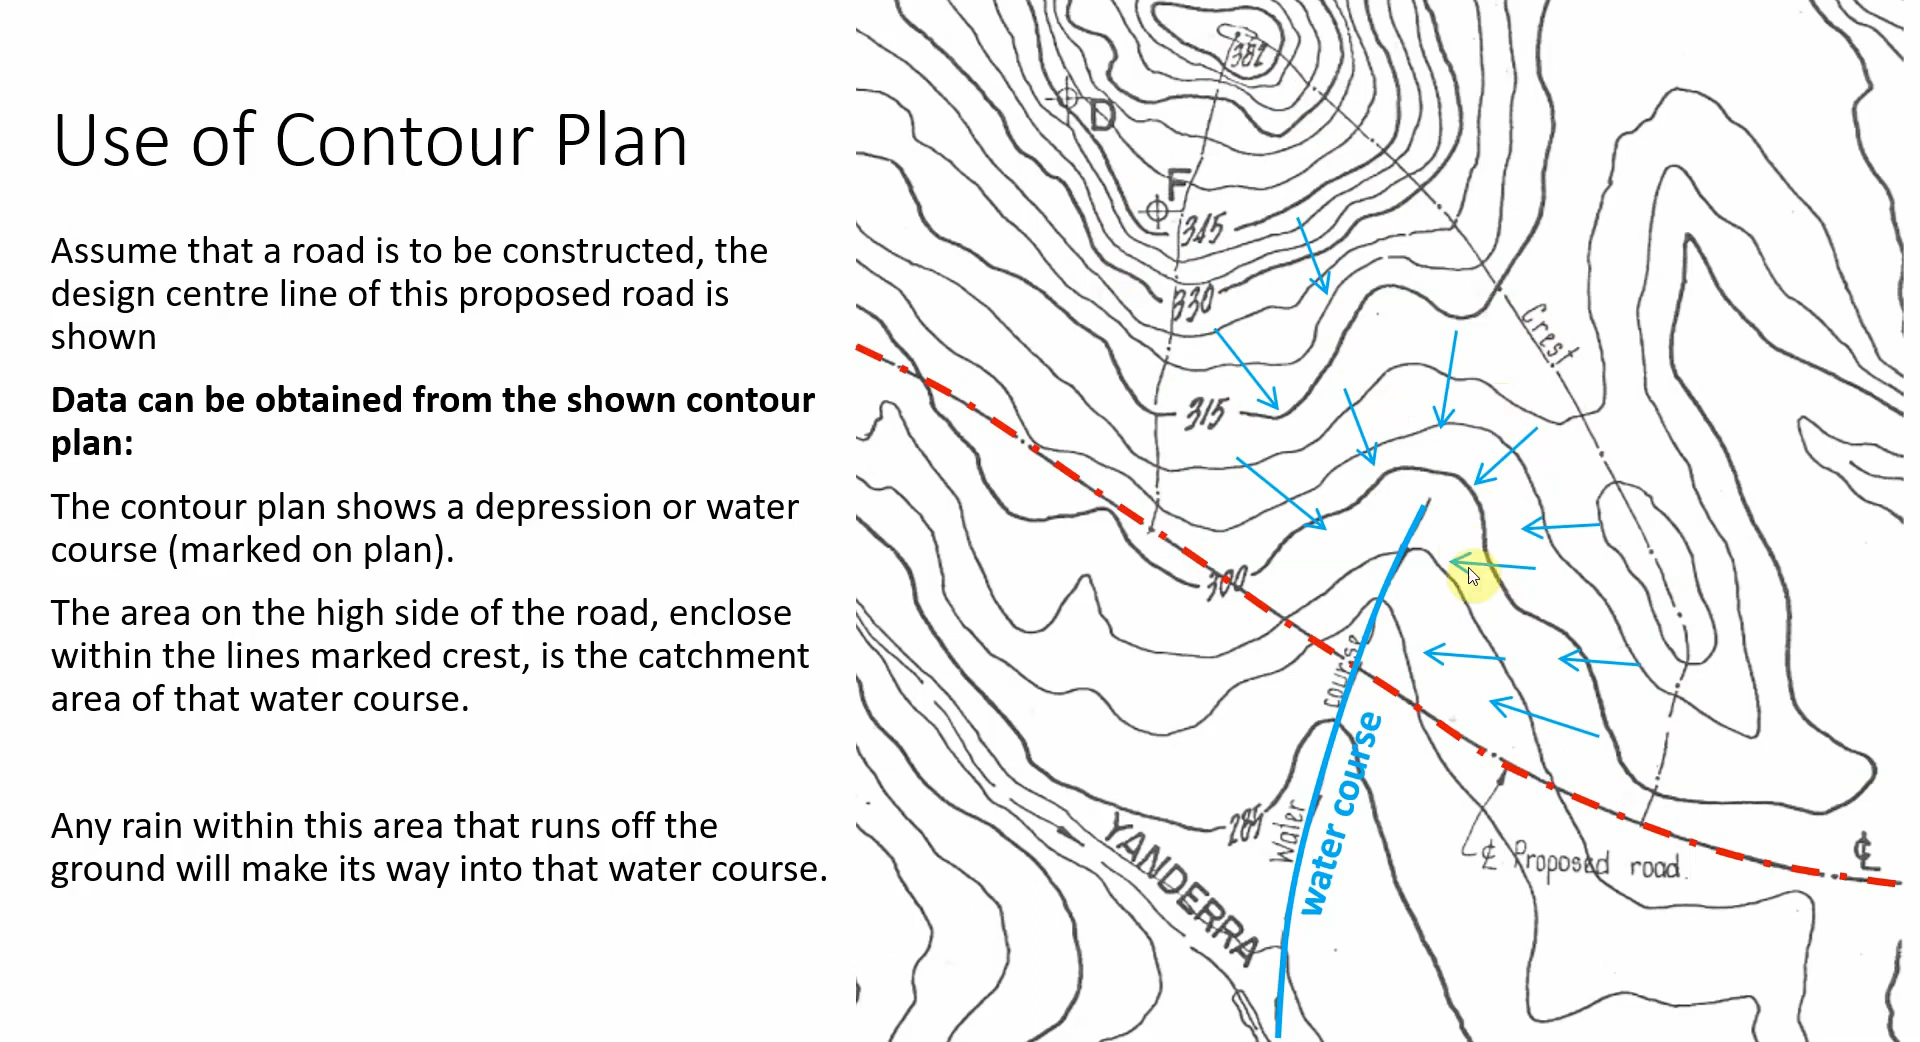 Use of Contour Plan
Assume that a road is to be constructed, the
design centre line of this proposed road is
shown
Data can be obtained from the shown contour
plan:
The contour plan shows a depression or water
course (marked on plan).
The area on the high side of the road, enclose
within the lines marked crest, is the catchment
area of that water course.
Any rain within this area that runs off the
ground will make its way into that water course.
382
D
F
345
330
Crest
315
300
course
water course
285
Water
YANDERRA
℄ Proposed road.
℄